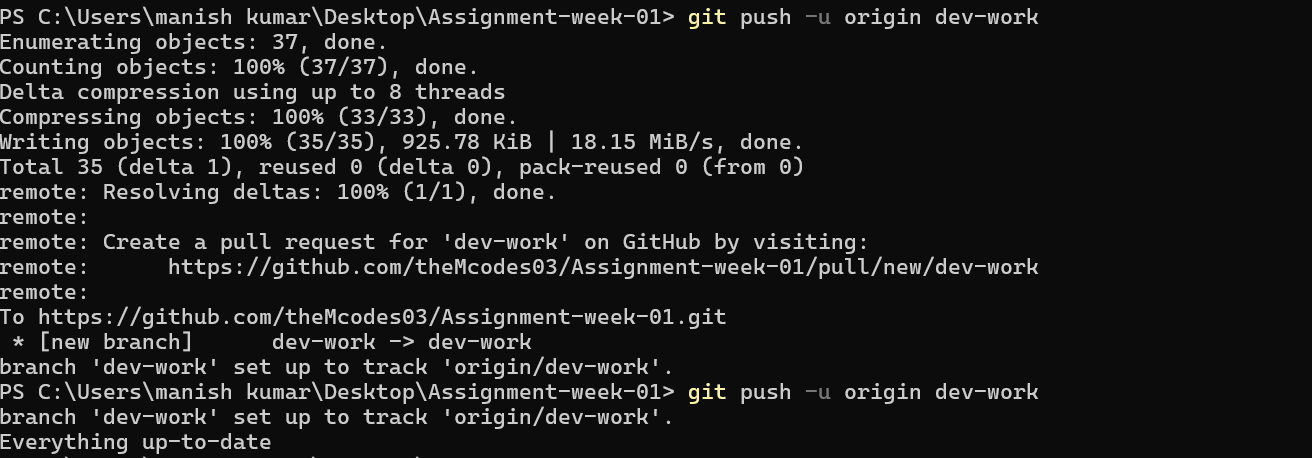 PS C:\Users\manish kumar\Desktop\Assignment-week-01> git push -u origin dev-work
Enumerating objects: 37, done.
Counting objects: 100% (37/37), done.
Delta compression using up to 8 threads
Compressing objects: 100% (33/33), done.
Writing objects: 100% (35/35), 925.78 KiB | 18.15 MiB/s, done.
Total 35 (delta 1), reused 0 (delta 0), pack-reused 0 (from 0)
remote: Resolving deltas: 100% (1/1), done.
remote:
remote: Create a pull request for 'dev-work' on GitHub by visiting:
remote:      https://github.com/theMcodes03/Assignment-week-01/pull/new/dev-work
remote:
To https://github.com/theMcodes03/Assignment-week-01.git
 * [new branch]      dev-work -> dev-work
branch 'dev-work' set up to track 'origin/dev-work'.
PS C:\Users\manish kumar\Desktop\Assignment-week-01> git push -u origin dev-work
branch 'dev-work' set up to track 'origin/dev-work'.
Everything up-to-date